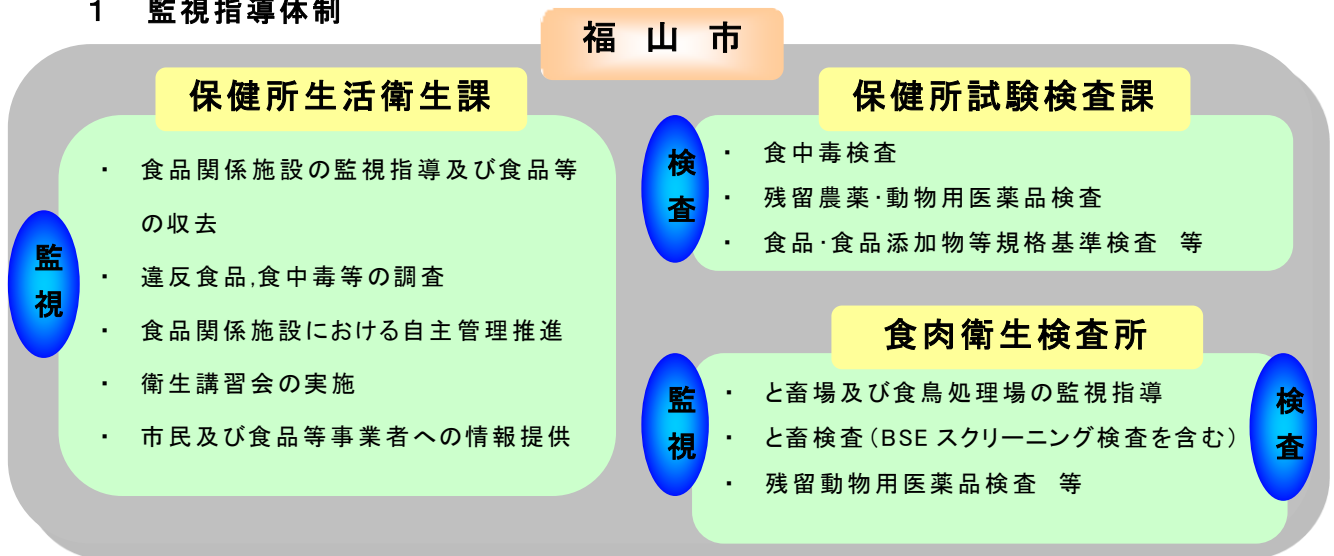 1 監視指導体制
福 山 市
保健所生活衛生課
監視
・ 食品関係施設の監視指導及び食品等
の収去
・ 違反食品,食中毒等の調査
・ 食品関係施設における自主管理推進
・ 衛生講習会の実施
・ 市民及び食品等事業者への情報提供
保健所試験検査課
検査
・ 食中毒検査
・ 残留農薬・動物用医薬品検査
・ 食品・食品添加物等規格基準検査 等
食肉衛生検査所
監視
・ と畜場及び食鳥処理場の監視指導
・ と畜検査(BSE スクリーニング検査を含む)
・ 残留動物用医薬品検査 等
検査